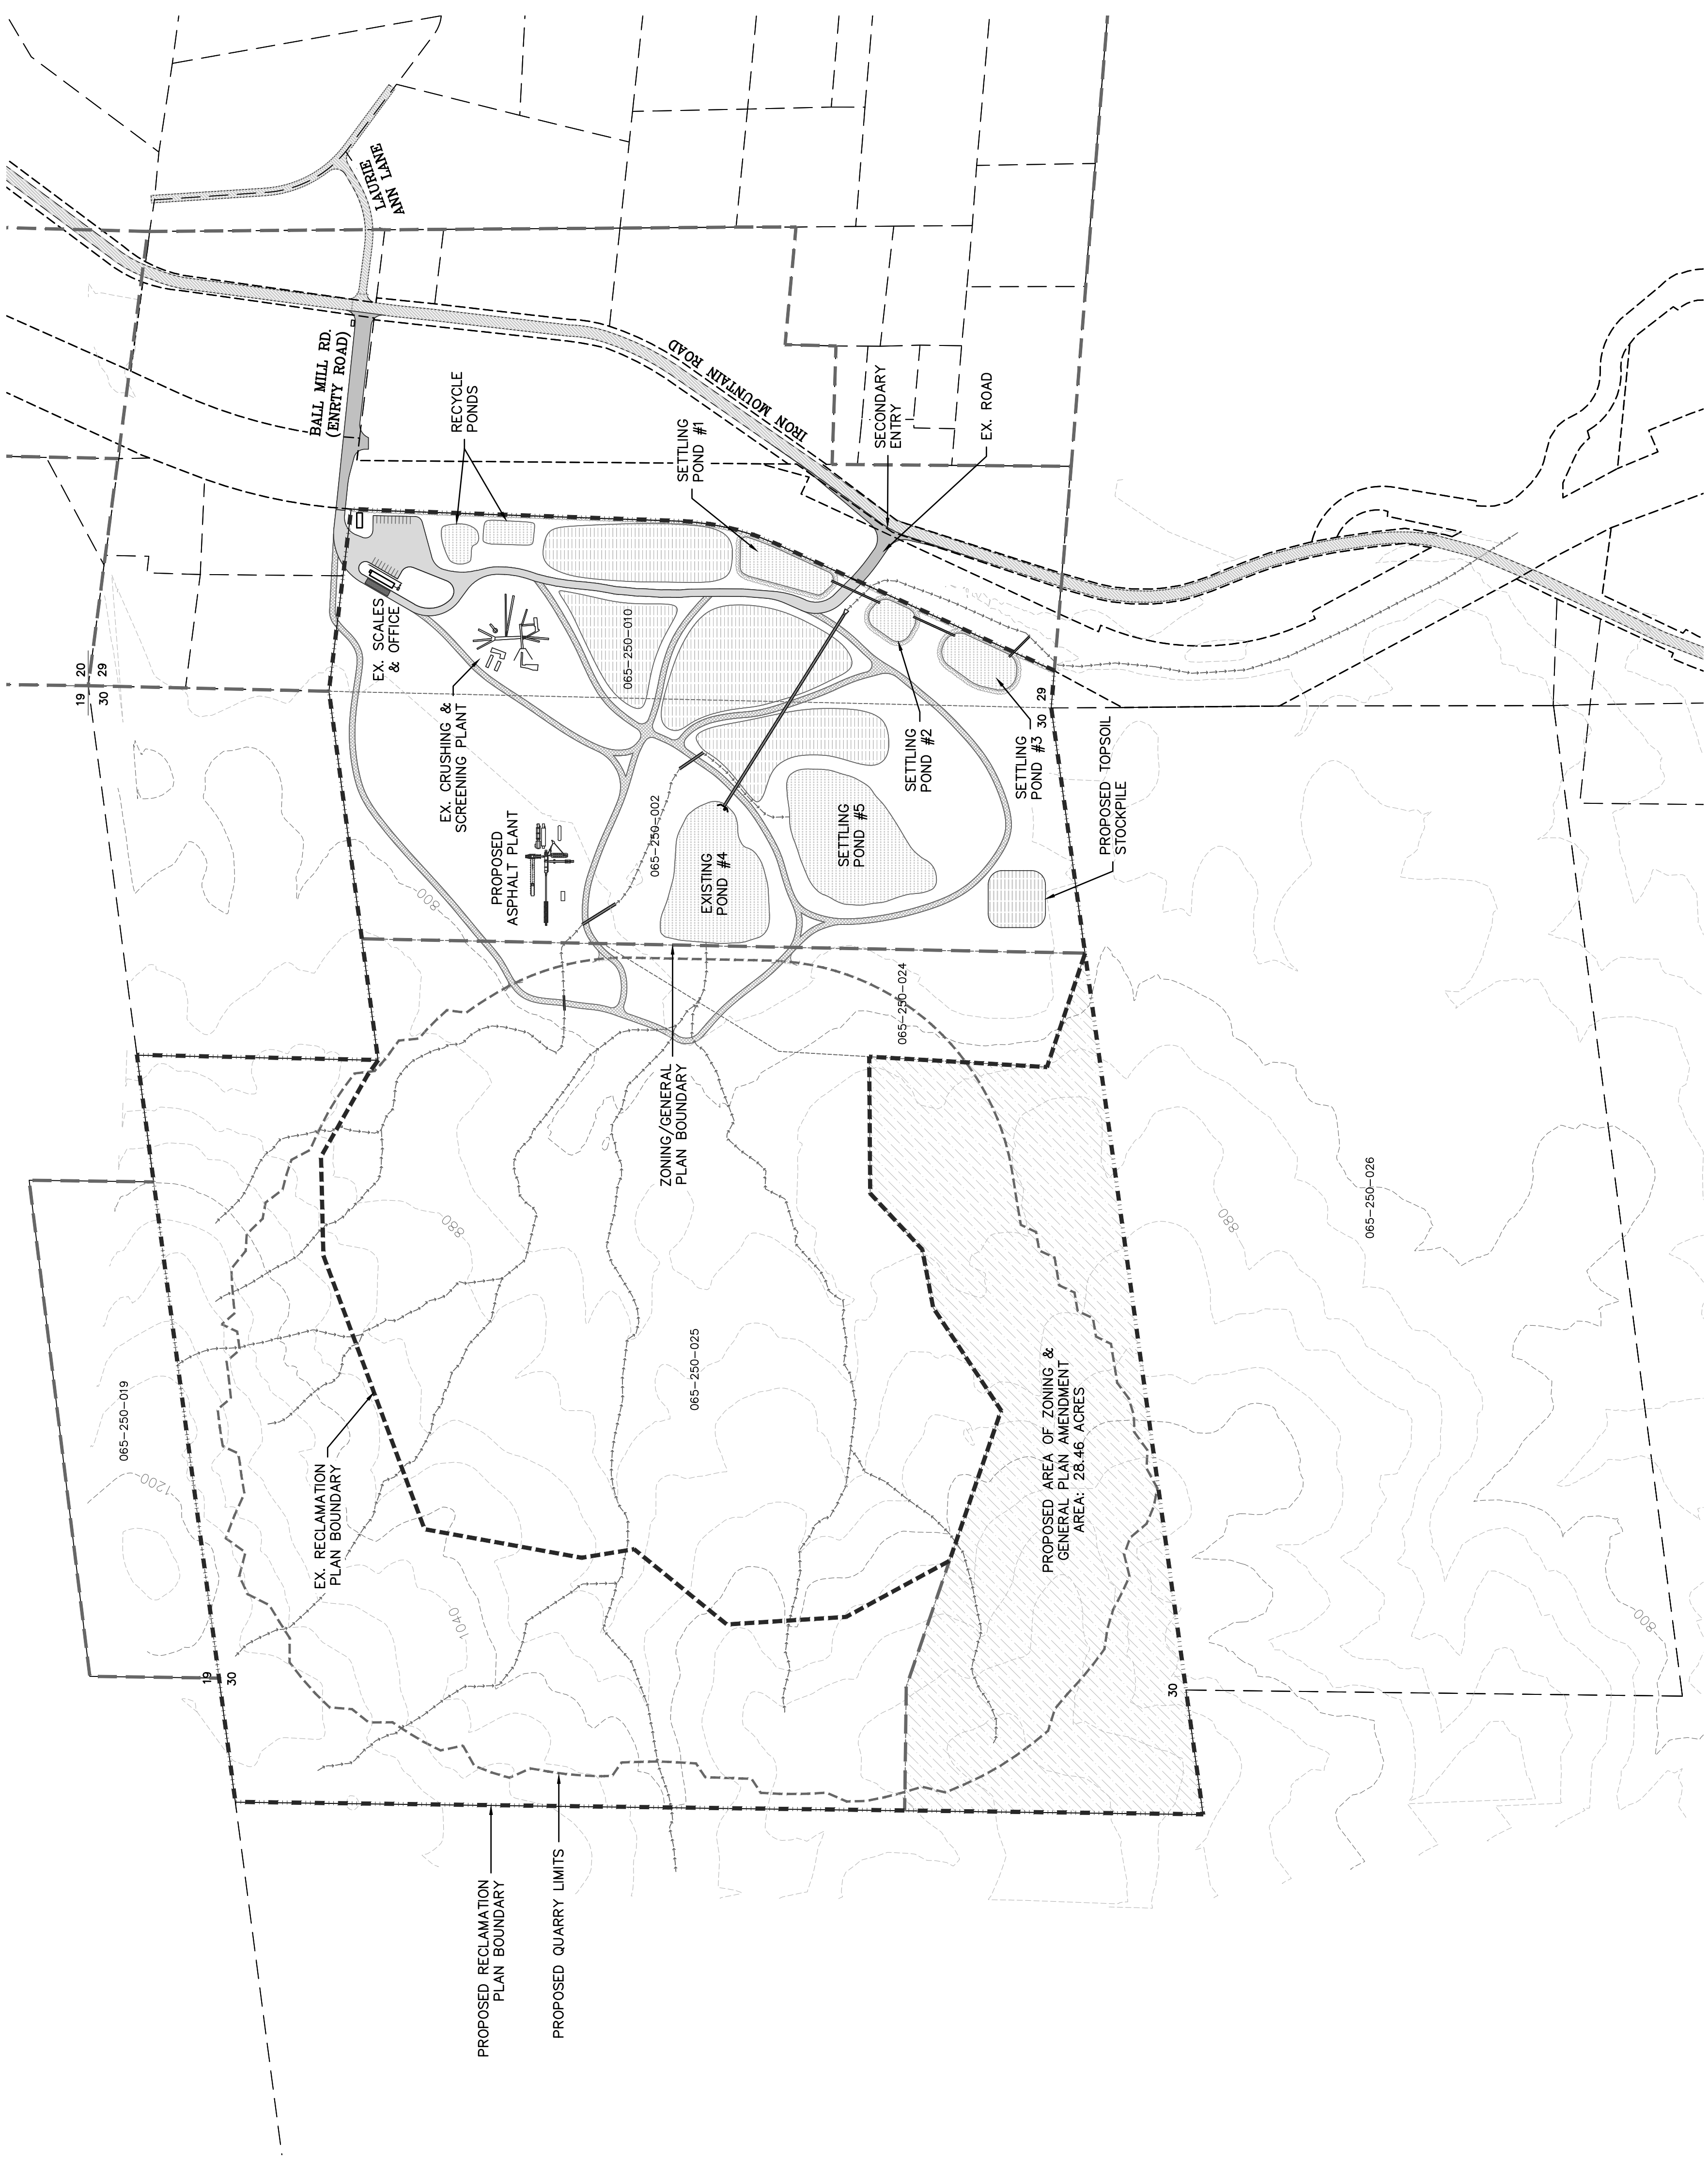 LAURIE
ANN LANE
BALL MILL RD.
(ENRTY ROAD)
IRON MOUNTAIN ROAD
RECYCLE
PONDS
SETTLING
POND #1
SECONDARY
ENTRY
EX. ROAD
EX. SCALES
& OFFICE
19 20
30 29
065-250-010
EX. CRUSHING &
SCREENING PLANT
SETTLING
POND #2
SETTLING
POND #3
30 29
PROPOSED TOPSOIL
STOCKPILE
PROPOSED
ASPHALT PLANT
065-250-002
EXISTING
POND #4
SETTLING
POND #5
800
065-250-024
ZONING/GENERAL
PLAN BOUNDARY
880
880
065-250-026
065-250-019
065-250-025
1200
EX. RECLAMATION
PLAN BOUNDARY
PROPOSED AREA OF ZONING &
GENERAL PLAN AMENDMENT
AREA: 28.46 ACRES
1040
800
19
30
30
PROPOSED RECLAMATION
PLAN BOUNDARY
PROPOSED QUARRY LIMITS